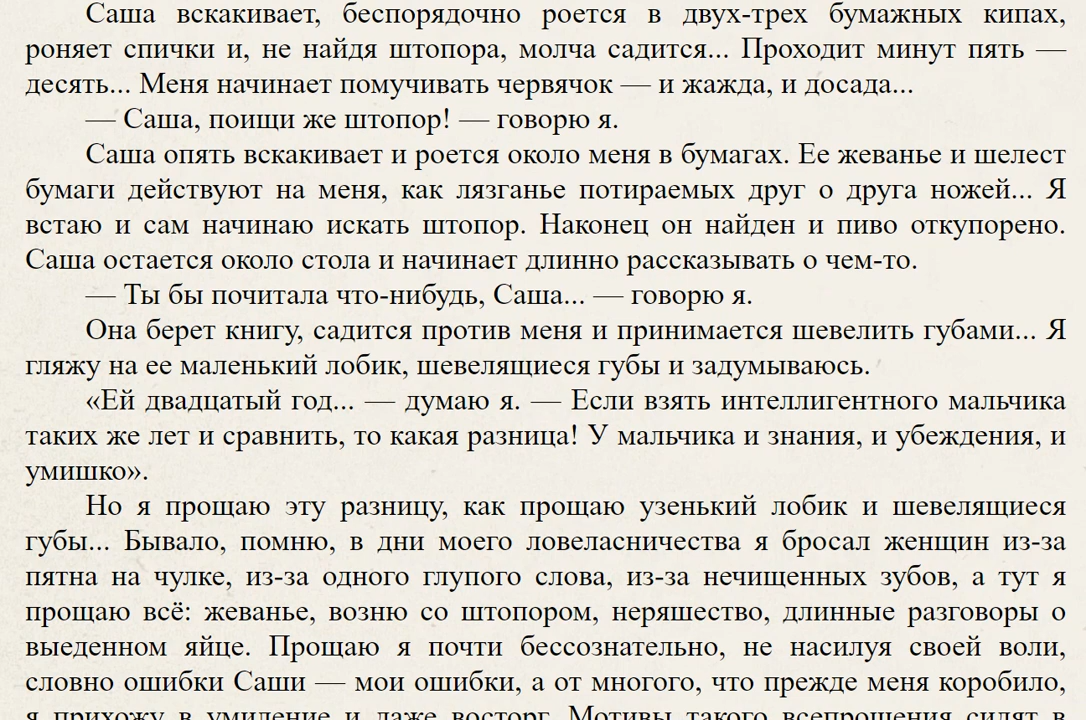 Саша вскакивает, беспорядочно роется в двух-трех бумажных кипах,
роняет спички и, не найдя штопора, молча садится... Проходит минут пять —
десять... Меня начинает помучивать червячок — и жажда, и досада...
— Саша, поищи же штопор! — говорю я.
Саша опять вскакивает и роется около меня в бумагах. Ее жеванье и шелест
бумаги действуют на меня, как лязганье потираемых друг о друга ножей... Я
встаю и сам начинаю искать штопор. Наконец он найден и пиво откупорено.
Саша остается около стола и начинает длинно рассказывать о чем-то.
— Ты бы почитала что-нибудь, Саша... — говорю я.
Она берет книгу, садится против меня и принимается шевелить губами... Я
гляжу на ее маленький лобик, шевелящиеся губы и задумываюсь.
«Ей двадцатый год... — думаю я. — Если взять интеллигентного мальчика
таких же лет и сравнить, то какая разница! У мальчика и знания, и убеждения, и
умишко».
Но я прощаю эту разницу, как прощаю узенький лобик и шевелящиеся
губы... Бывало, помню, в дни моего ловеласничества я бросал женщин из-за
пятна на чулке, из-за одного глупого слова, из-за нечищенных зубов, а тут я
прощаю всё: жеванье, возню со штопором, неряшество, длинные разговоры о
выеденном яйце. Прощаю я почти бессознательно, не насилуя своей воли,
словно ошибки Саши — мои ошибки, а от многого, что прежде меня коробило,
я прихожу в умиление и даже восторг. Мотивы такого всепрощения сидят в